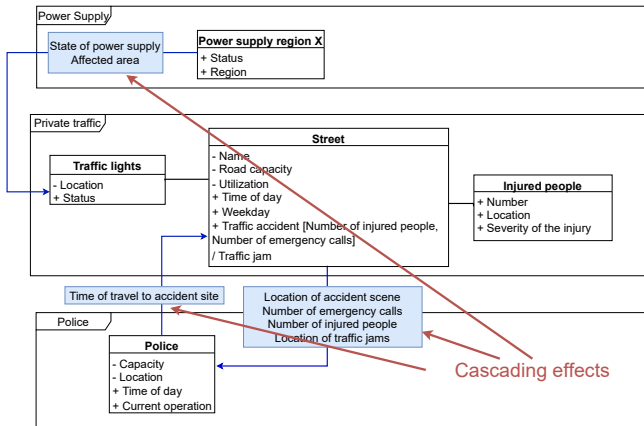 Power Supply
State of power supply
Affected area
Power supply region X
+ Status
+ Region
Private traffic
Traffic lights
- Location
+ Status
Street
- Name
- Road capacity
- Utilization
+ Time of day
+ Weekday
+ Traffic accident [Number of injured people,
Number of emergency calls]
/ Traffic jam
Injured people
+ Number
+ Location
+ Severity of the injury
Time of travel to accident site
Location of accident scene
Number of emergency calls
Number of injured people
Location of traffic jams
Police
Police
- Capacity
- Location
+ Time of day
+ Current operation
Cascading effects